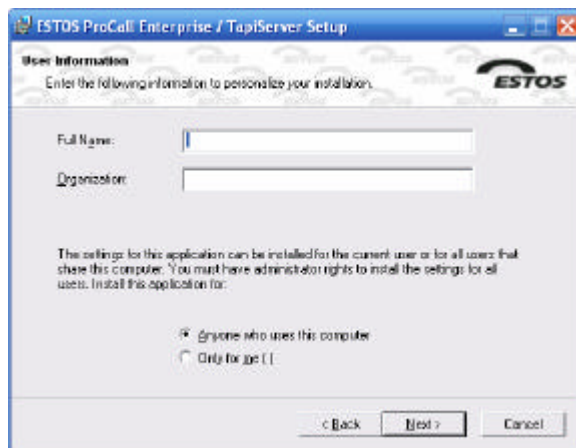 ESTOS ProCall Enterprise / TapiServer Setup
User Information
Enter the following information to personalize your installation.
ESTOS
Full Name:
Organization:
The settings for this application can be installed for the current user or for all users that
share this computer. You must have administrator rights to install the settings for all
users. Install this application for:
Anyone who uses this computer
Only for me ( )
< Back
Next >
Cancel